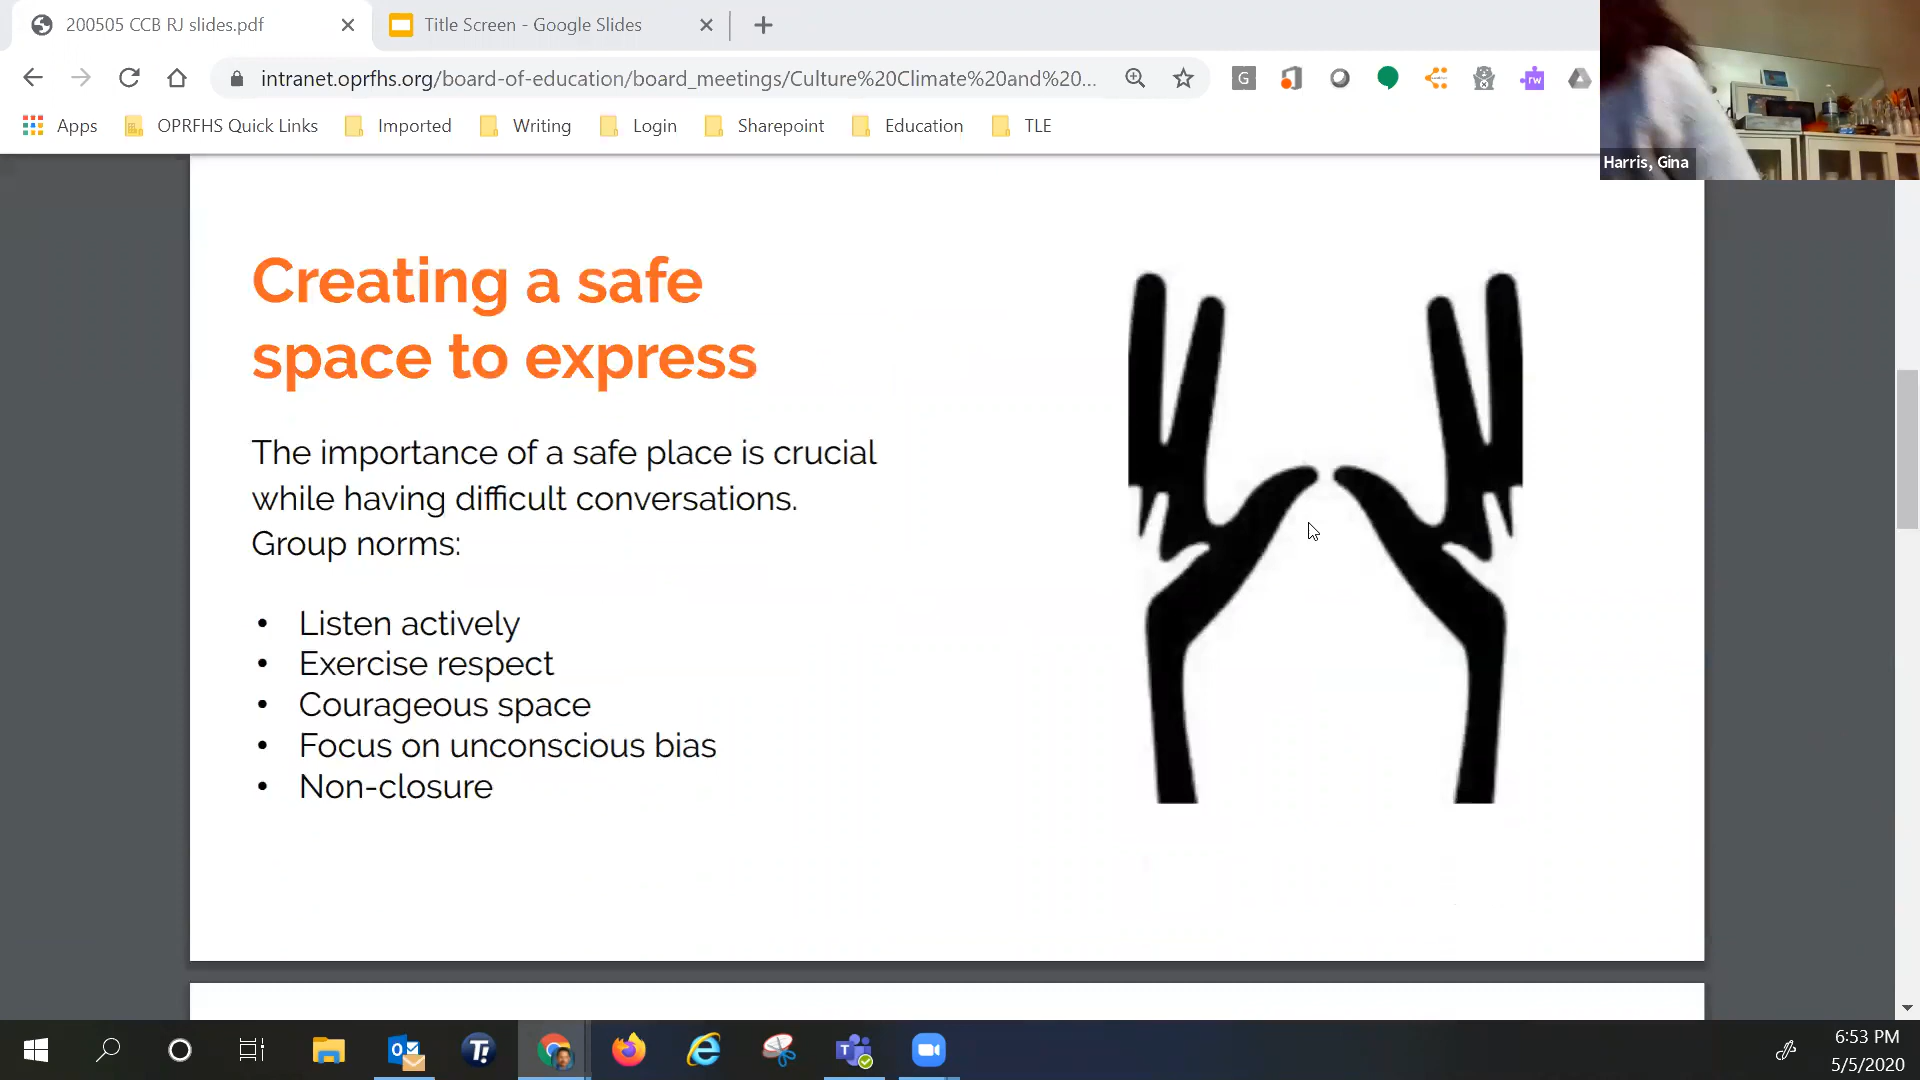 200505 CCB RJ slides.pdf
Title Screen - Google Slides
intranet.oprfhs.org/board-of-education/board_meetings/Culture%20Climate%20and%20...
G
rw
Apps
OPRFHS Quick Links
Imported
Writing
Login
Sharepoint
Education
TLE
Harris, Gina
Creating a safe
space to express
The importance of a safe place is crucial
while having difficult conversations.
Group norms:
• Listen actively
• Exercise respect
• Courageous space
• Focus on unconscious bias
• Non-closure
6:53 PM
5/5/2020